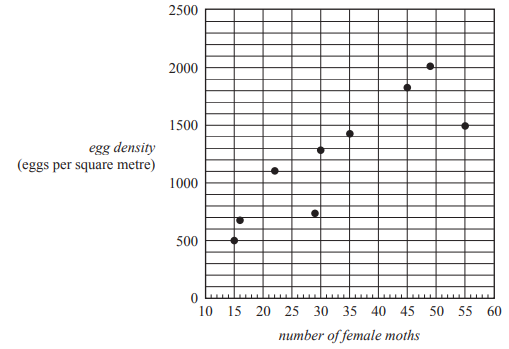 2500
2000
1500
egg density
(eggs per square metre)
1000
500
0
10 15 20 25 30 35 40 45 50 55 60
number of female moths